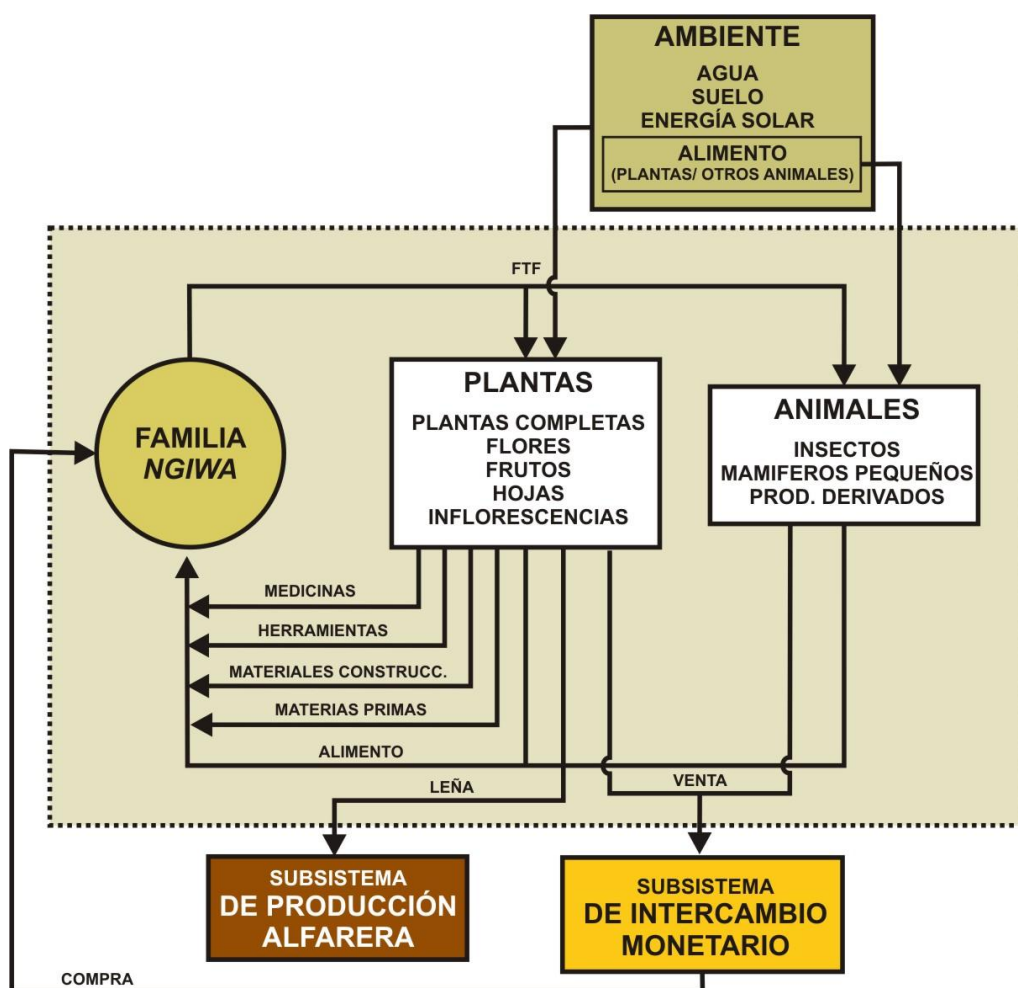 AMBIENTE
AGUA
SUELO
ENERGÍA SOLAR
ALIMENTO
(PLANTAS/ OTROS ANIMALES)
FTF
FAMILIA
NGIWA
PLANTAS
PLANTAS COMPLETAS
FLORES
FRUTOS
HOJAS
INFLORESCENCIAS
ANIMALES
INSECTOS
MAMIFEROS PEQUEÑOS
PROD. DERIVADOS
MEDICINAS
HERRAMIENTAS
MATERIALES CONSTRUCC.
MATERIAS PRIMAS
ALIMENTO
LEÑA
VENTA
SUBSISTEMA
DE PRODUCCIÓN
ALFARERA
SUBSISTEMA
DE INTERCAMBIO
MONETARIO
COMPRA